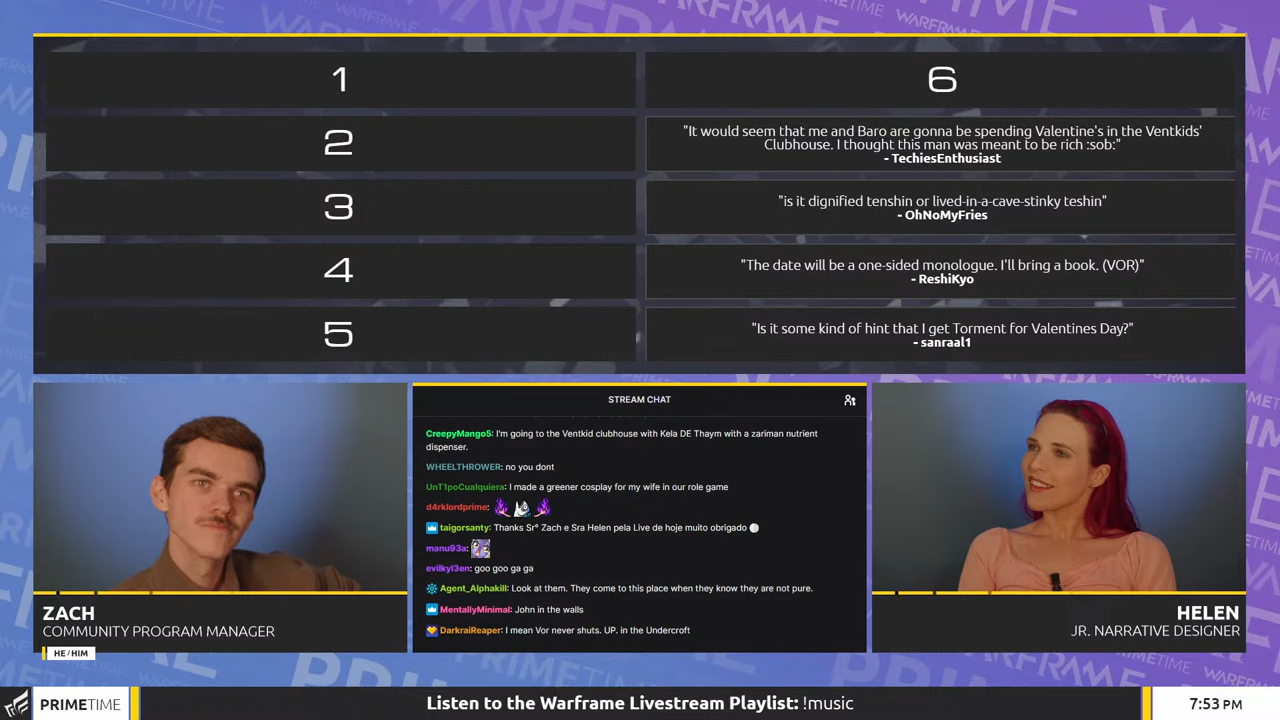 1
6
2
"It would seem that me and Baro are gonna be spending Valentine's in the Ventkids'
Clubhouse. I thought this man was meant to be rich :sob:"
- TechiesEnthusiast
3
"is it dignified tenshin or lived-in-a-cave-stinky teshin"
- OhNoMyFries
4
"The date will be a one-sided monologue. I'll bring a book. (VOR)"
- ReshiKyo
5
"Is it some kind of hint that I get Torment for Valentines Day?"
- sanraal1
STREAM CHAT
CreepyMango5: I'm going to the Ventkid clubhouse with Kela DE Thaym with a zariman nutrient
dispenser.
WHEELTHROWER: no you dont
UnT1poCualquiera: I made a greener cosplay for my wife in our role game
d4rklordprime:
taigorsanty: Thanks Srº Zach e Sra Helen pela Live de hoje muito obrigado
manu93a:
evilkyl3en: goo goo ga ga
Agent_Alphakill: Look at them. They come to this place when they know they are not pure.
MentallyMinimal: John in the walls
DarkraiReaper: I mean Vor never shuts. UP. in the Undercroft
ZACH
COMMUNITY PROGRAM MANAGER
HE/HIM
HELEN
JR. NARRATIVE DESIGNER
PRIMETIME
Listen to the Warframe Livestream Playlist: !music
7:53 PM